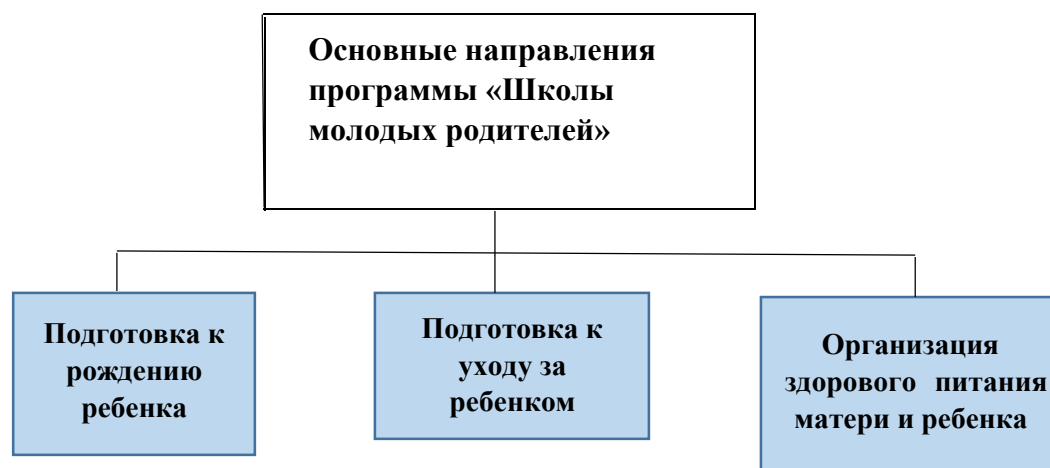 Основные направления
программы «Школы
молодых родителей»
Подготовка к
рождению
ребенка
Подготовка к
уходу за
ребенком
Организация
здорового питания
матери и ребенка